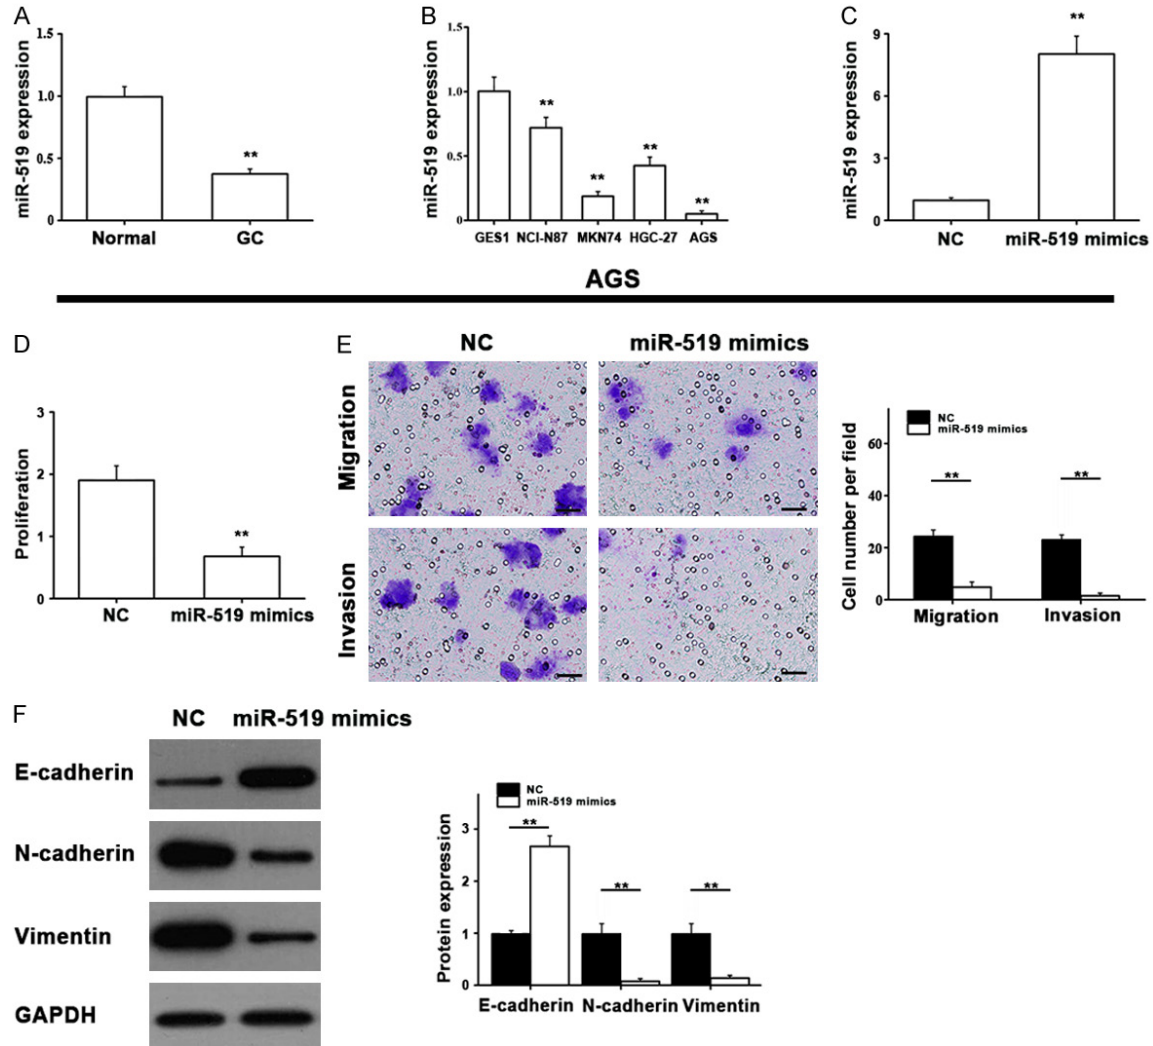 A
miR-519 expression
1.5
1.0
0.5
0
**
Normal
GC
B
miR-519 expression
1.5
1.0
0.5
0
**
**
**
**
GES1
NCI-N87
MKN74
HGC-27
AGS
C
miR-519 expression
9
6
3
0
**
NC
miR-519 mimics
AGS
D
Proliferation
3
2
1
0
**
NC
miR-519 mimics
E
NC
miR-519 mimics
Migration
Invasion
Cell number per field
60
40
20
0
NC
miR-519 mimics
**
**
Migration
Invasion
F
NC
miR-519 mimics
E-cadherin
N-cadherin
Vimentin
GAPDH
Protein expression
3
2
1
0
NC
miR-519 mimics
**
**
**
E-cadherin
N-cadherin
Vimentin